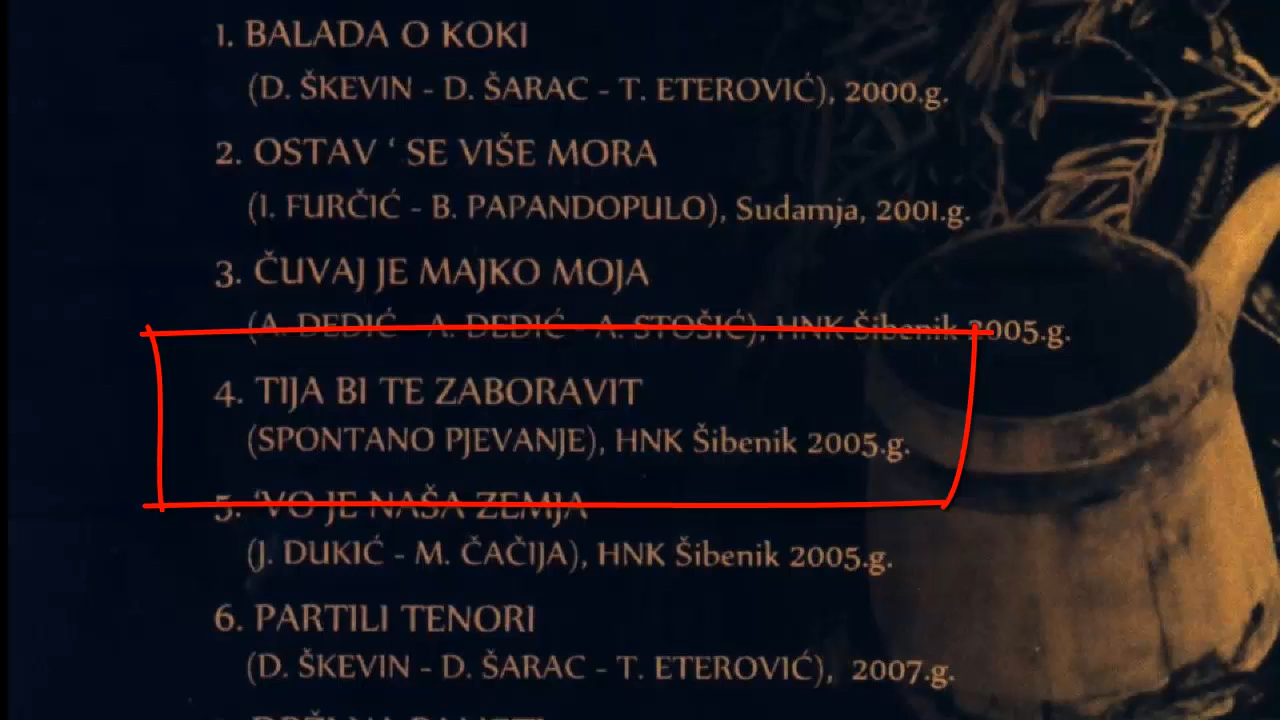 1. BALADA O KOKI
(D. ŠKEVIN - D. ŠARAC - T. ETEROVIĆ), 2000.g.
2. OSTAV ‘ SE VIŠE MORA
(I. FURČIĆ - B. PAPANDOPULO), Sudamja, 2001.g.
3. ČUVAJ JE MAJKO MOJA
(A. DEDIĆ - A. DEDIĆ - A. STOŠIĆ), HNK Šibenik 2005.g.
4. TIJA BI TE ZABORAVIT
(SPONTANO PJEVANJE), HNK Šibenik 2005.g.
5. ‘VO JE NAŠA ZEMJA
(J. DUKIĆ - M. ČAČIJA), HNK Šibenik 2005.g.
6. PARTILI TENORI
(D. ŠKEVIN - D. ŠARAC - T. ETEROVIĆ), 2007.g.